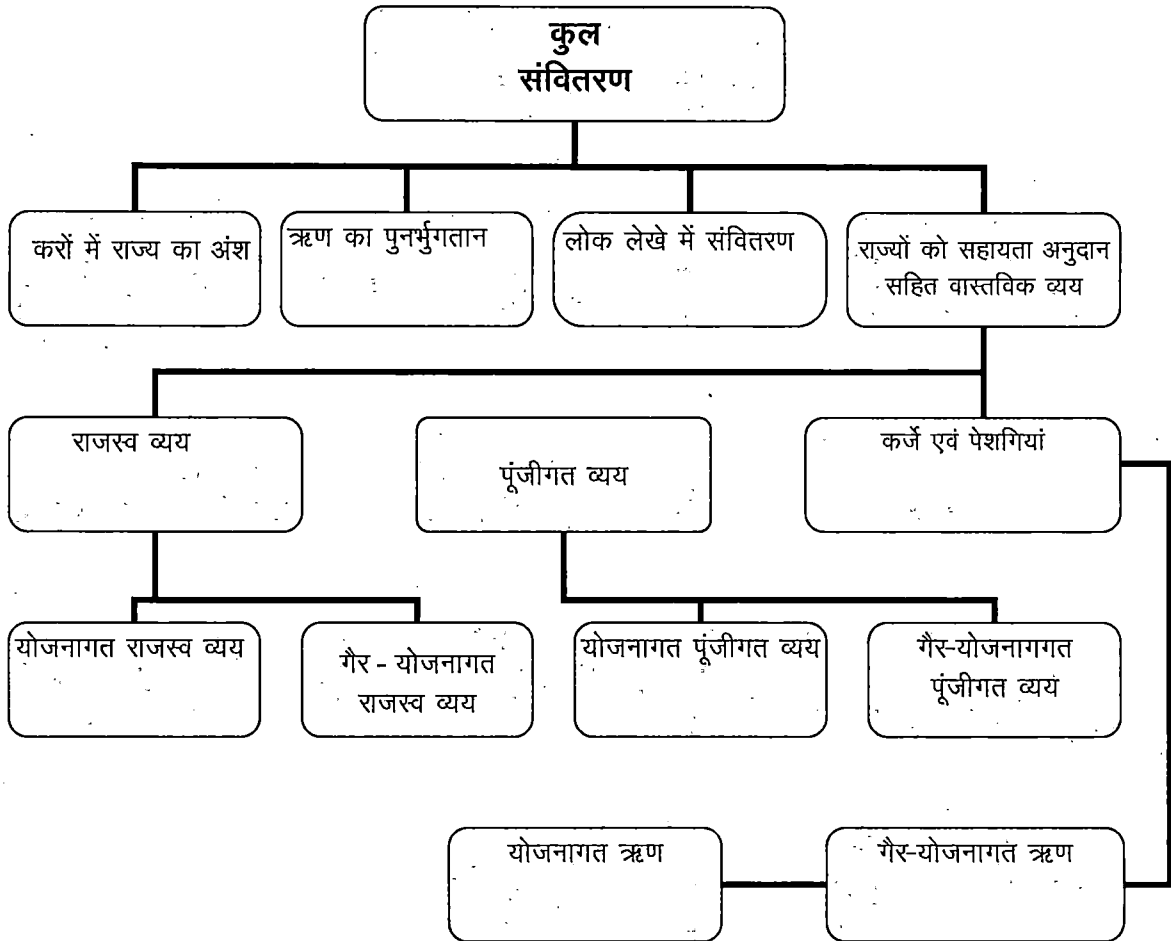 कुल
संवितरण
करों में राज्य का अंश
ऋण का पुनर्भुगतान
लोक लेखे में संवितरण
राज्यों को सहायता अनुदान
सहित वास्तविक व्यय
राजस्व व्यय
पूंजीगत व्यय
कर्जे एवं पेशगियां
योजनागत राजस्व व्यय
गैर - योजनागत
राजस्व व्यय
योजनागत पूंजीगत व्यय
गैर-योजनागगत
पूंजीगत व्यय
योजनागत ऋण
गैर-योजनागत ऋण